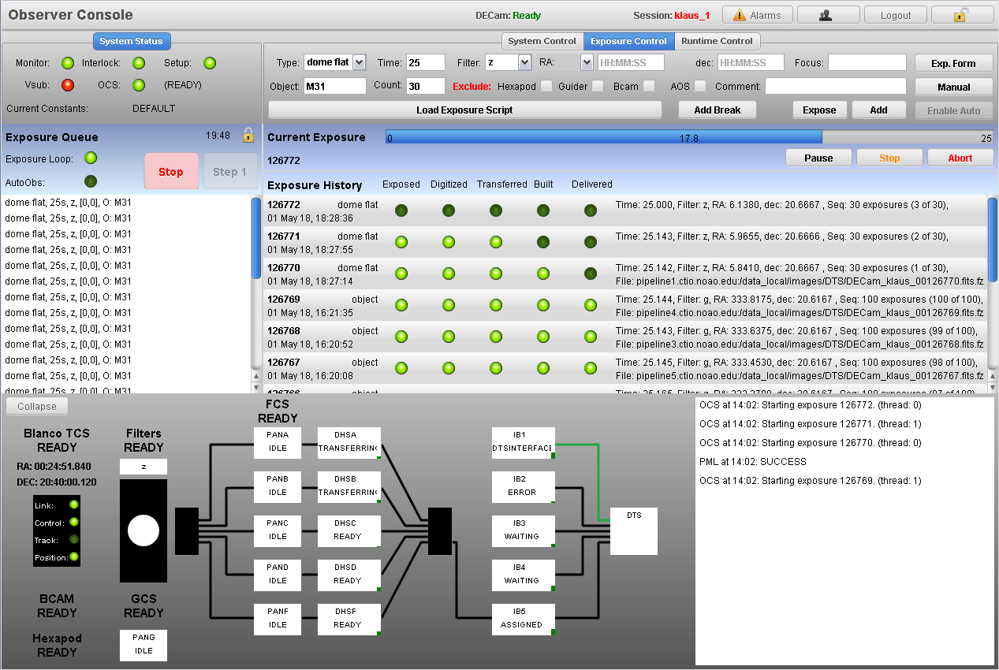 Observer Console
DECam: Ready
Session: klaus_1
Alarms
Logout
System Status
System Control
Exposure Control
Runtime Control
Monitor:
Interlock:
Setup:
Vsub:
OCS:
(READY)
Current Constants:
DEFAULT
Type: dome flat
Time: 25
Filter: z
RA: HH:MM:SS
dec: HH:MM:SS
Focus:
Exp. Form
Object: M31
Count: 30
Exclude: Hexapod Guider Bcam AOS
Comment:
Manual
Load Exposure Script
Add Break
Expose
Add
Enable Auto
Exposure Queue
19:48
Exposure Loop:
AutoObs:
Stop
Step 1
dome flat, 25s, z, [0,0], O: M31
dome flat, 25s, z, [0,0], O: M31
dome flat, 25s, z, [0,0], O: M31
dome flat, 25s, z, [0,0], O: M31
dome flat, 25s, z, [0,0], O: M31
dome flat, 25s, z, [0,0], O: M31
dome flat, 25s, z, [0,0], O: M31
dome flat, 25s, z, [0,0], O: M31
dome flat, 25s, z, [0,0], O: M31
dome flat, 25s, z, [0,0], O: M31
dome flat, 25s, z, [0,0], O: M31
dome flat, 25s, z, [0,0], O: M31
dome flat, 25s, z, [0,0], O: M31
Current Exposure
0 17.8 25
126772
Pause
Stop
Abort
Exposure History
Exposed Digitized Transferred Built Delivered
126772 dome flat
01 May 18, 18:28:36
Time: 25.000, Filter: z, RA: 6.1380, dec: 20.6667 , Seq: 30 exposures (3 of 30),
126771 dome flat
01 May 18, 18:27:55
Time: 25.143, Filter: z, RA: 5.9655, dec: 20.6666 , Seq: 30 exposures (2 of 30),
126770 dome flat
01 May 18, 18:27:14
Time: 25.142, Filter: z, RA: 5.8410, dec: 20.6667 , Seq: 30 exposures (1 of 30),
File: pipeline1.ctio.noao.edu:/data_local/images/DTS/DECam_klaus_00126770.fits.fz
126769 object
01 May 18, 16:21:35
Time: 25.144, Filter: g, RA: 333.8175, dec: 20.6167 , Seq: 100 exposures (100 of 100),
File: pipeline4.ctio.noao.edu:/data_local/images/DTS/DECam_klaus_00126769.fits.fz
126768 object
01 May 18, 16:20:52
Time: 25.143, Filter: g, RA: 333.6375, dec: 20.6167 , Seq: 100 exposures (99 of 100),
File: pipeline3.ctio.noao.edu:/data_local/images/DTS/DECam_klaus_00126768.fits.fz
126767 object
01 May 18, 16:20:08
Time: 25.145, Filter: g, RA: 333.4530, dec: 20.6167 , Seq: 100 exposures (98 of 100),
File: pipeline5.ctio.noao.edu:/data_local/images/DTS/DECam_klaus_00126767.fits.fz
126766 object
Collapse
Blanco TCS
READY
RA: 00:24:51.840
DEC: 20:40:00.120
Link:
Control:
Track:
Position:
BCAM
READY
Hexapod
READY
Filters
READY
z
GCS
READY
PANG
IDLE
FCS
READY
PANA
IDLE
DHSA
TRANSFERRING
PANB
IDLE
DHSB
TRANSFERRING
PANC
IDLE
DHSC
READY
PAND
IDLE
DHSD
READY
PANF
IDLE
DHSF
READY
IB1
DTSINTERFACE
IB2
ERROR
IB3
WAITING
IB4
WAITING
IB5
ASSIGNED
DTS
OCS at 14:02: Starting exposure 126772. (thread: 0)
OCS at 14:02: Starting exposure 126771. (thread: 1)
OCS at 14:02: Starting exposure 126770. (thread: 0)
PML at 14:02: SUCCESS
OCS at 14:02: Starting exposure 126769. (thread: 1)